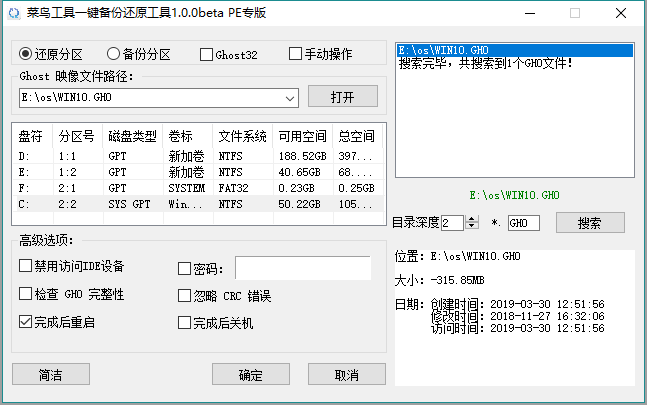 菜鸟工具一键备份还原工具1.0.0beta PE专版
还原分区 备份分区 Ghost32 手动操作
Ghost 映像文件路径:
E:\os\WIN10.GHO 打开
盘符 分区号 磁盘类型 卷标 文件系统 可用空间 总空间
D: 1:1 GPT 新加卷 NTFS 188.52GB 397...
E: 1:2 GPT 新加卷 NTFS 40.65GB 68....
F: 2:1 GPT SYSTEM FAT32 0.23GB 0.25GB
C: 2:2 SYS GPT Win... NTFS 50.22GB 105...
高级选项:
禁用访问IDE设备 密码:
检查 GHO 完整性 忽略 CRC 错误
完成后重启 完成后关机
简洁 确定 取消
E:\os\WIN10.GHO
搜索完毕，共搜索到1个GHO文件!
E:\os\WIN10.GHO
目录深度 2 *. GHO 搜索
位置: E:\os\WIN10.GHO
大小: -315.85MB
日期: 创建时间: 2019-03-30 12:51:56
修改时间: 2018-11-27 16:32:06
访问时间: 2019-03-30 12:51:56